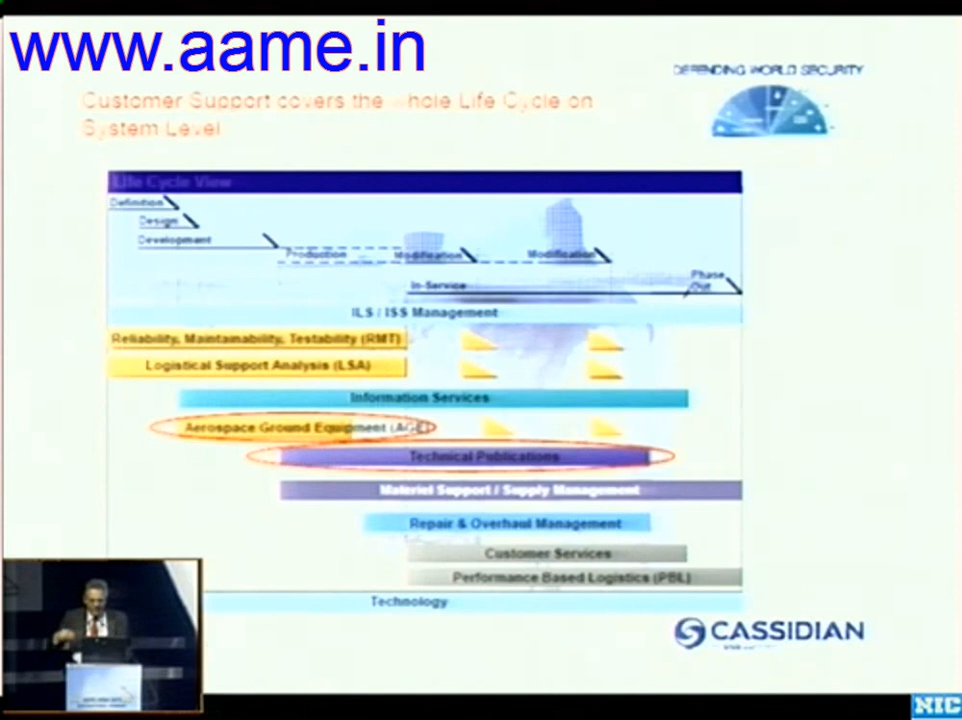 www.aame.in
DEFENDING WORLD SECURITY
Customer Support covers the whole Life Cycle on
System Level
Life Cycle View
Definition
Design
Development
Production
Modification
Modification
In-Service
Phase
Out
ILS / ISS Management
Reliability, Maintainability, Testability (RMT)
Logistical Support Analysis (LSA)
Information Services
Aerospace Ground Equipment (AGE)
Technical Publications
Materiel Support / Supply Management
Repair & Overhaul Management
Customer Services
Performance Based Logistics (PBL)
Technology
CASSIDIAN
NIC